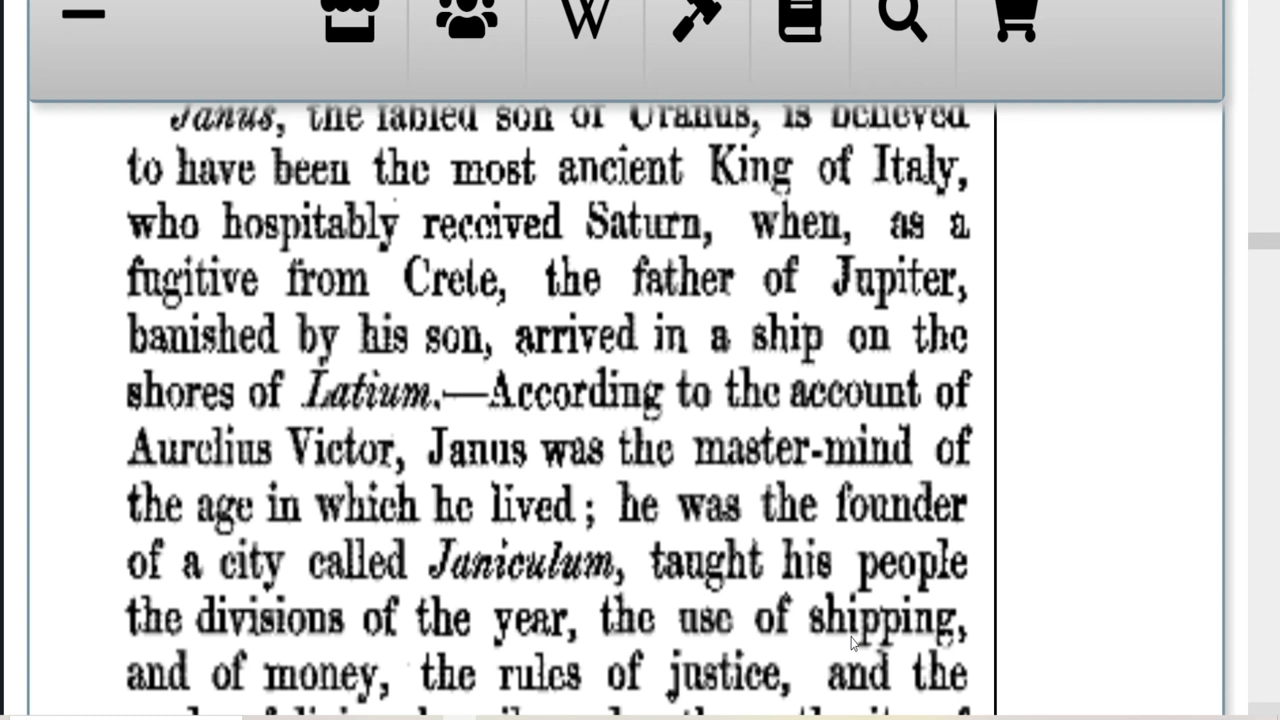 W
Janus, the fabled son of Uranus, is believed
to have been the most ancient King of Italy,
who hospitably received Saturn, when, as a
fugitive from Crete, the father of Jupiter,
banished by his son, arrived in a ship on the
shores of Latium.—According to the account of
Aurelius Victor, Janus was the master-mind of
the age in which he lived; he was the founder
of a city called Janiculum, taught his people
the divisions of the year, the use of shipping,
and of money, the rules of justice, and the